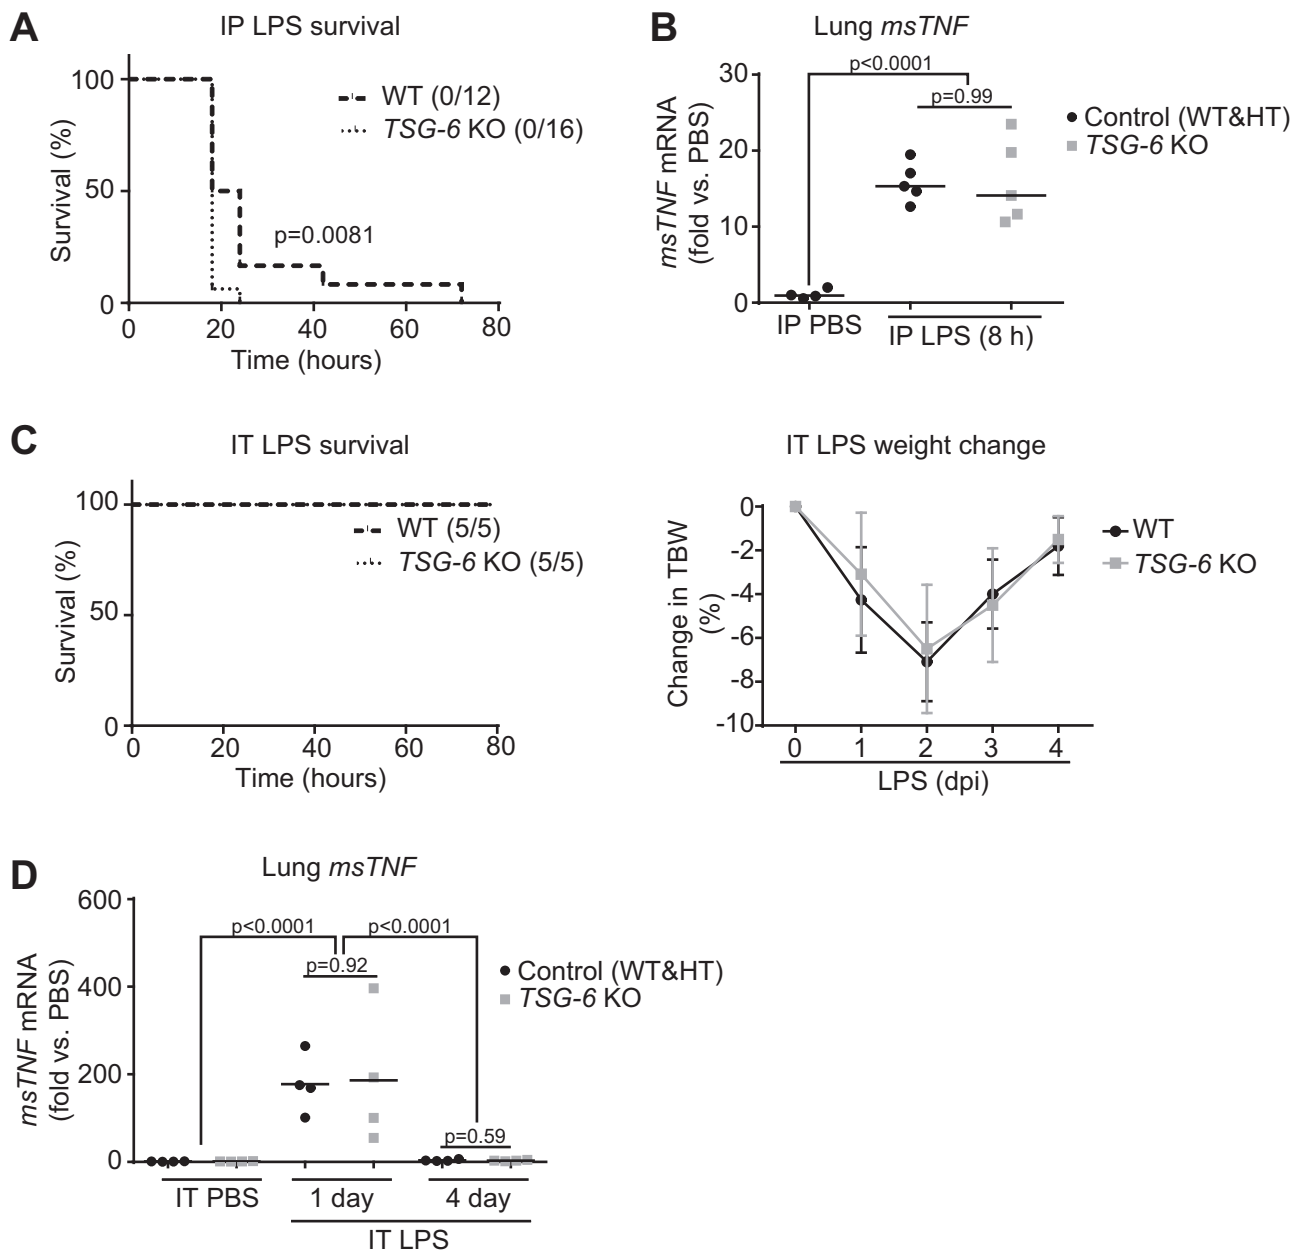 A
IP LPS survival
Survival (%)
100
50
0
WT (0/12)
TSG-6 KO (0/16)
p=0.0081
0 20 40 60 80
Time (hours)
B
Lung msTNF
msTNF mRNA
(fold vs. PBS)
30
20
10
0
p<0.0001
p=0.99
Control (WT&HT)
TSG-6 KO
IP PBS
IP LPS (8 h)
C
IT LPS survival
Survival (%)
100
50
0
WT (5/5)
TSG-6 KO (5/5)
0 20 40 60 80
Time (hours)
IT LPS weight change
Change in TBW
(%)
0
-2
-4
-6
-8
-10
WT
TSG-6 KO
0 1 2 3 4
LPS (dpi)
D
Lung msTNF
msTNF mRNA
(fold vs. PBS)
600
400
200
0
p<0.0001 p<0.0001
p=0.92
p=0.59
Control (WT&HT)
TSG-6 KO
IT PBS 1 day 4 day
IT LPS